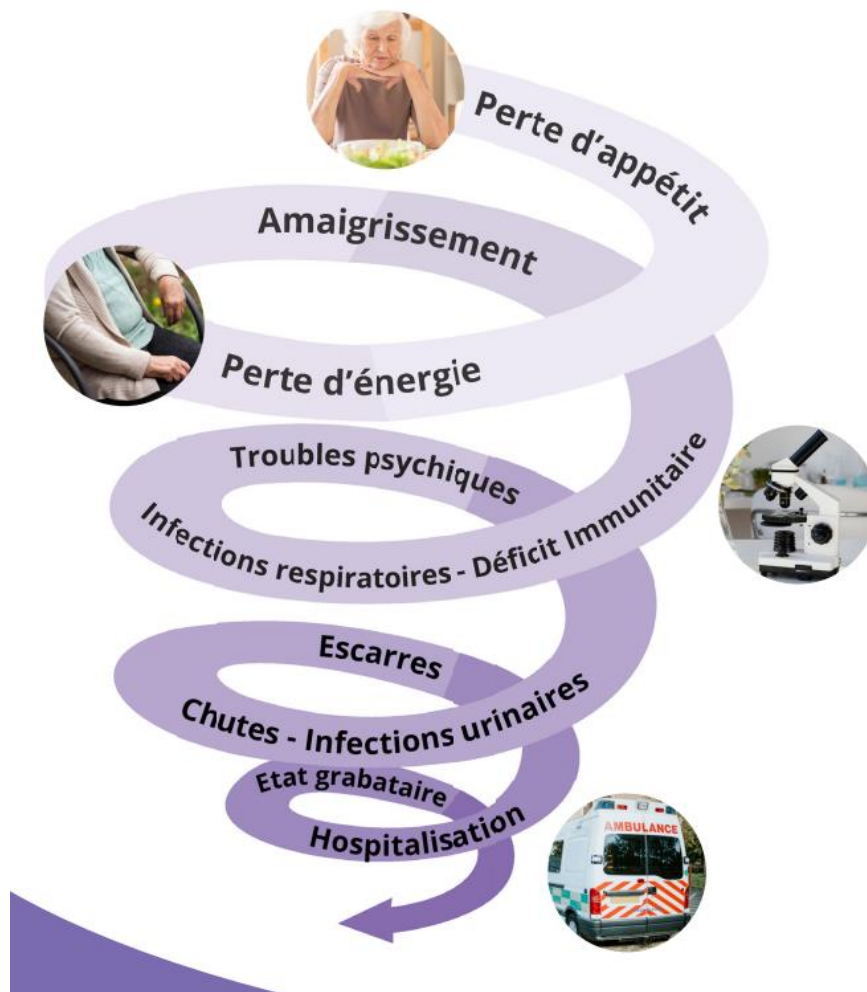 Perte d'appétit
Amaigrissement
Perte d'énergie
Troubles psychiques
Infections respiratoires - Déficit Immunitaire
Escarres
Chutes - Infections urinaires
Etat grabataire
Hospitalisation
AMBULANCE